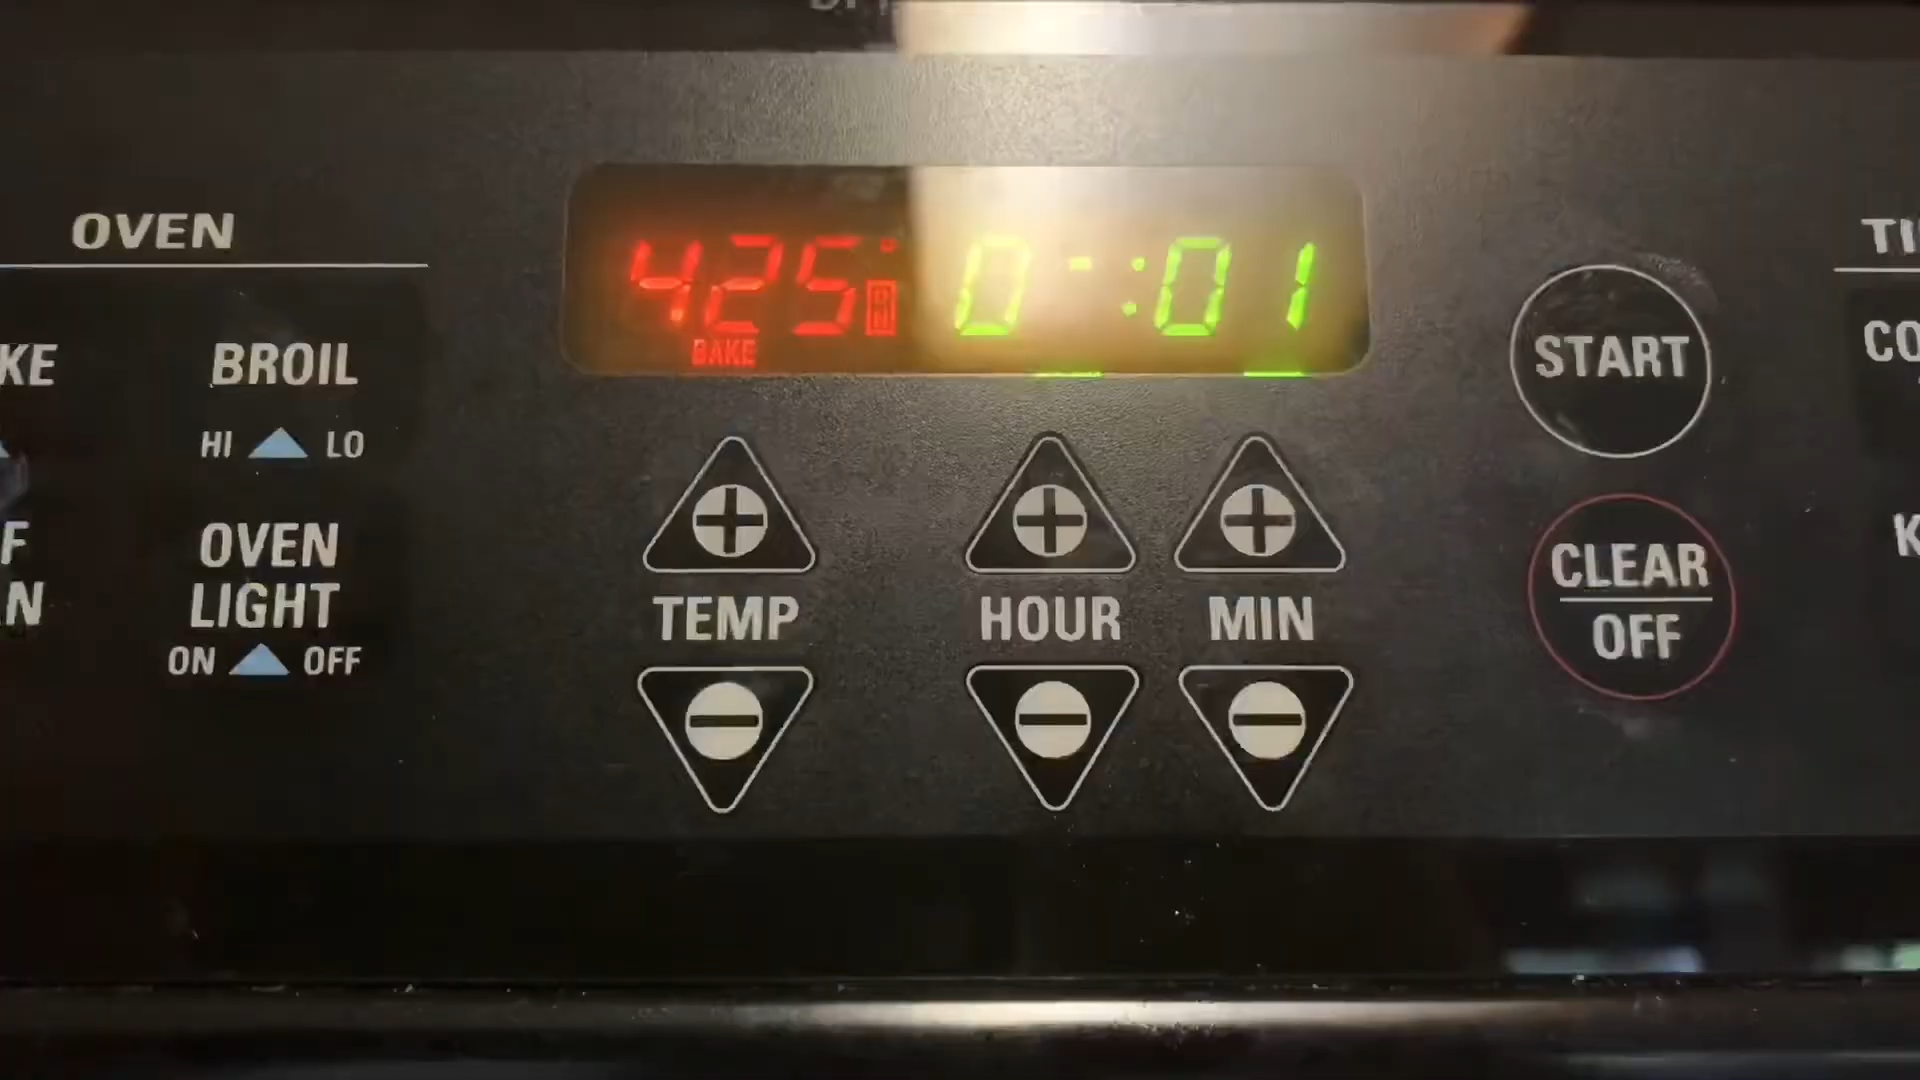 OVEN
425° 0 -:01
BAKE
KE
BROIL
HI LO
START
CO
F
N
OVEN
LIGHT
ON OFF
TEMP
HOUR
MIN
CLEAR
OFF
TI
K